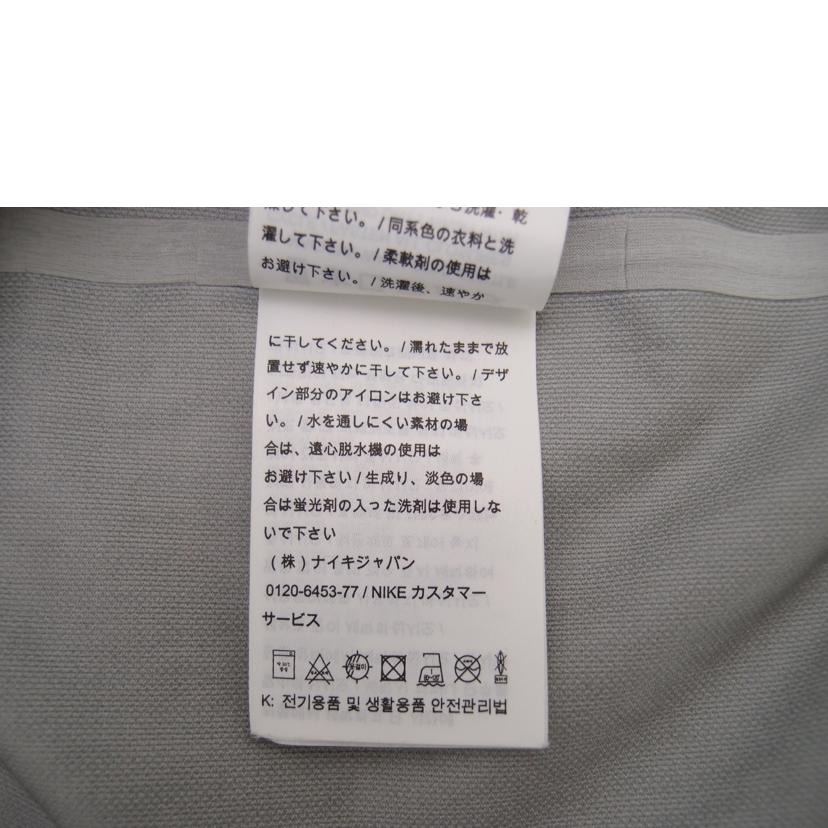 洗濯・乾
燥して下さい。 / 同系色の衣料と洗
濯して下さい。 / 柔軟剤の使用は
お避け下さい。 / 洗濯後、速やか
に干してください。 / 濡れたままで放
置せず速やかに干して下さい。 / デザ
イン部分のアイロンはお避け下さ
い。 / 水を通しにくい素材の場
合は、遠心脱水機の使用は
お避け下さい / 生成り、淡色の場
合は蛍光剤の入った洗剤は使用しな
いで下さい
（株）ナイキジャパン
0120-6453-77 / NIKE カスタマー
サービス
옷걸이
K: 전기용품 및 생활용품 안전관리법